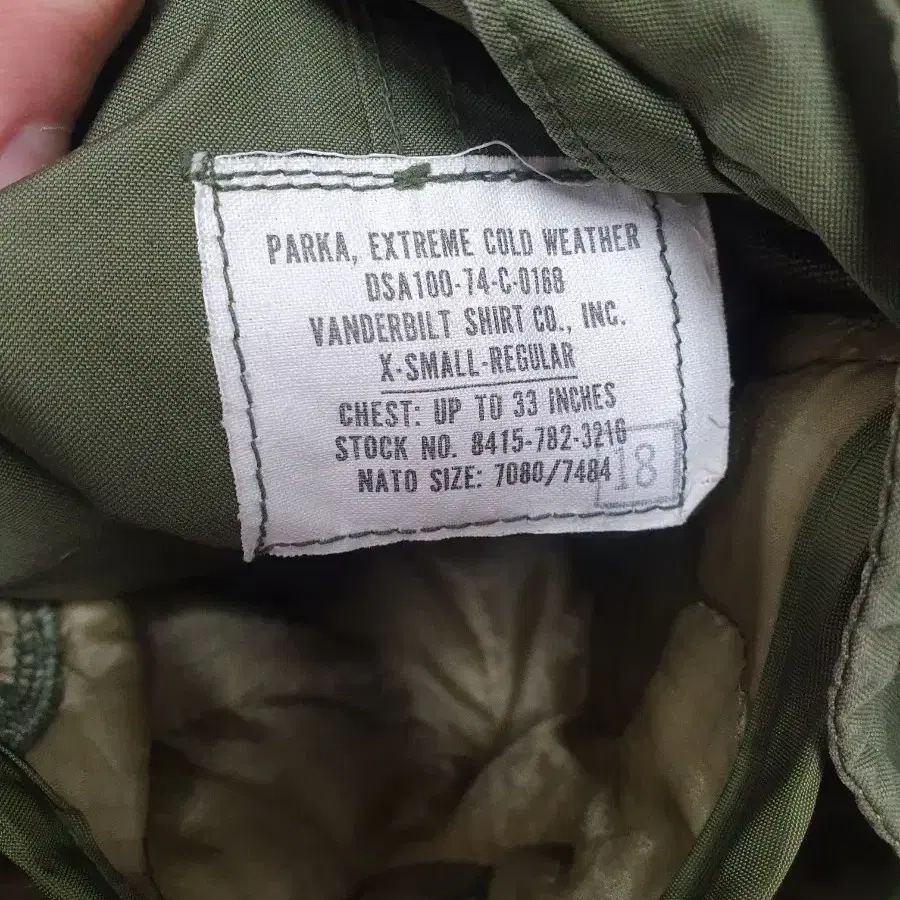 PARKA, EXTREME COLD WEATHER
DSA100-74-C-0168
VANDERBILT SHIRT CO., INC.
X-SMALL-REGULAR
CHEST: UP TO 33 INCHES
STOCK NO. 8415-782-3216
NATO SIZE: 7080/7484
18